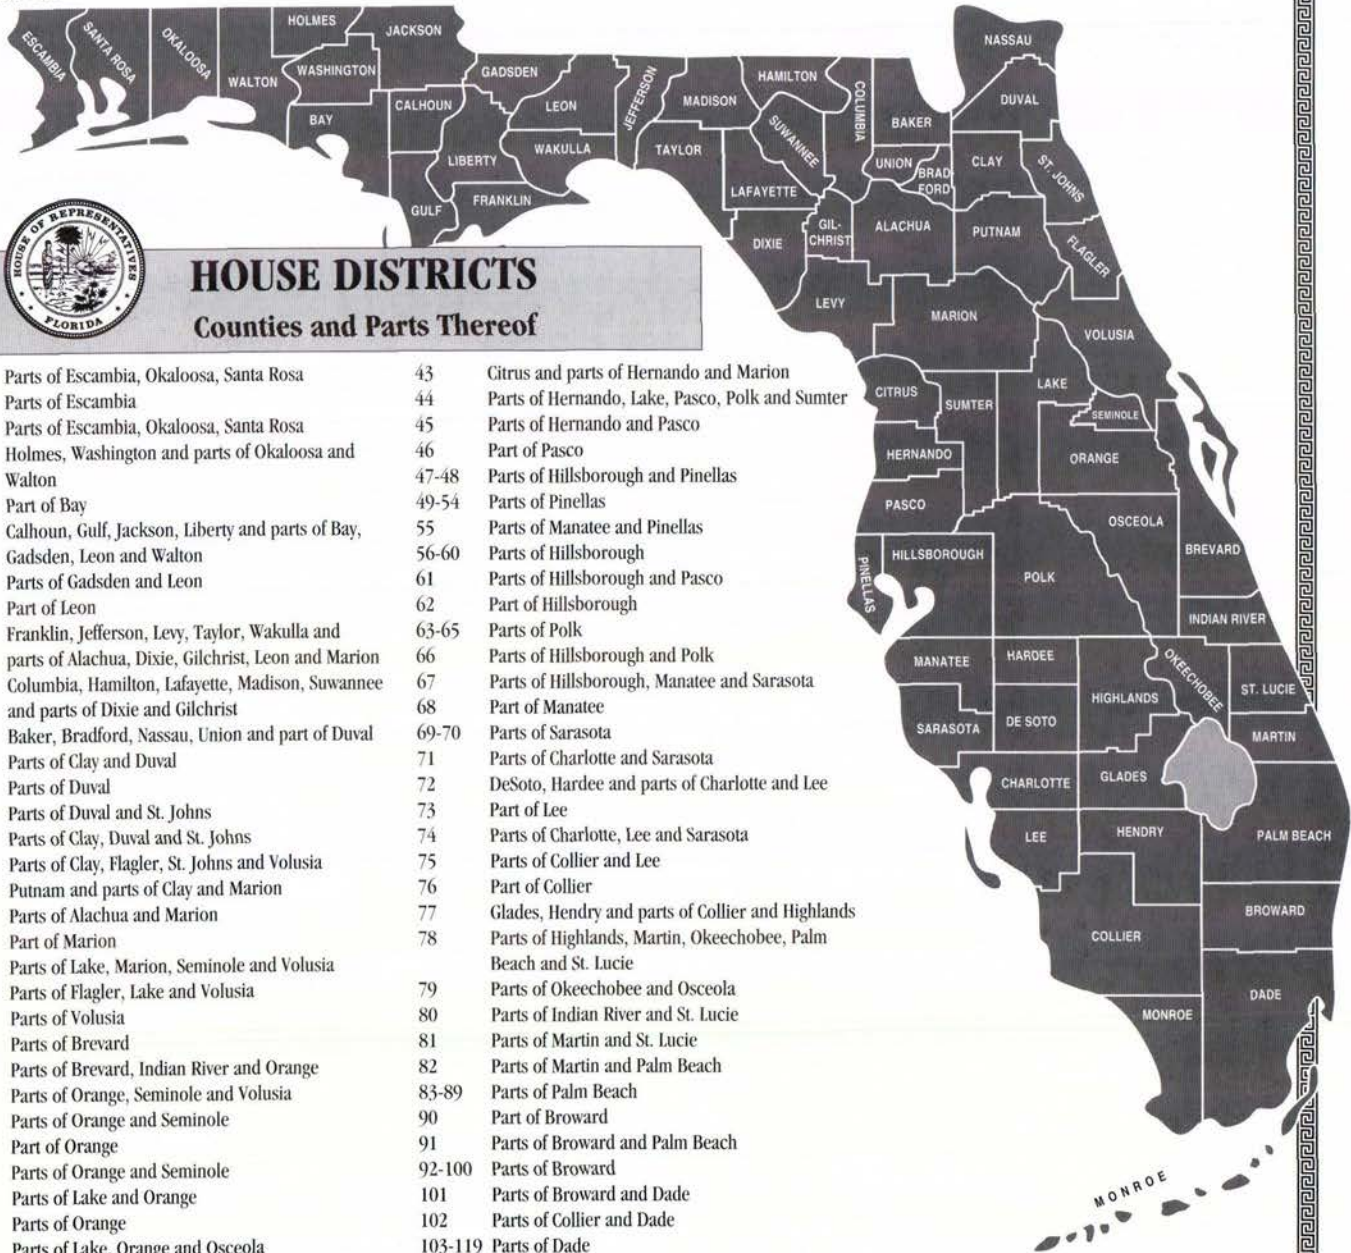 HOLMES
JACKSON
ESCAMBIA
SANTA ROSA
OKALOOSA
WALTON
WASHINGTON
GADSDEN
JEFFERSON
HAMILTON
COLUMBIA
NASSAU
CALHOUN
LEON
MADISON
DUVAL
BAY
BAKER
SUWANNEE
LIBERTY
WAKULLA
TAYLOR
UNION
CLAY
BRAD
FORD
ST. JOHNS
LAFAYETTE
GULF
FRANKLIN
GIL-
CHRIST
ALACHUA
PUTNAM
DIXIE
FLAGLER
LEVY
MARION
VOLUSIA
LAKE
CITRUS
SUMTER
SEMINOLE
HERNANDO
ORANGE
PASCO
OSCEOLA
PINELLAS
HILLSBOROUGH
POLK
BREVARD
INDIAN RIVER
MANATEE
HARDEE
OKEECHOBEE
HIGHLANDS
ST. LUCIE
SARASOTA
DE SOTO
MARTIN
CHARLOTTE
GLADES
LEE
HENDRY
PALM BEACH
BROWARD
COLLIER
DADE
MONROE
MONROE
HOUSE OF REPRESENTATIVES
FLORIDA
HOUSE DISTRICTS
Counties and Parts Thereof
Parts of Escambia, Okaloosa, Santa Rosa
Parts of Escambia
Parts of Escambia, Okaloosa, Santa Rosa
Holmes, Washington and parts of Okaloosa and
Walton
Part of Bay
Calhoun, Gulf, Jackson, Liberty and parts of Bay,
Gadsden, Leon and Walton
Parts of Gadsden and Leon
Part of Leon
Franklin, Jefferson, Levy, Taylor, Wakulla and
parts of Alachua, Dixie, Gilchrist, Leon and Marion
Columbia, Hamilton, Lafayette, Madison, Suwannee
and parts of Dixie and Gilchrist
Baker, Bradford, Nassau, Union and part of Duval
Parts of Clay and Duval
Parts of Duval
Parts of Duval and St. Johns
Parts of Clay, Duval and St. Johns
Parts of Clay, Flagler, St. Johns and Volusia
Putnam and parts of Clay and Marion
Parts of Alachua and Marion
Part of Marion
Parts of Lake, Marion, Seminole and Volusia
Parts of Flagler, Lake and Volusia
Parts of Volusia
Parts of Brevard
Parts of Brevard, Indian River and Orange
Parts of Orange, Seminole and Volusia
Parts of Orange and Seminole
Part of Orange
Parts of Orange and Seminole
Parts of Lake and Orange
Parts of Orange
Parts of Lake, Orange and Osceola
43 Citrus and parts of Hernando and Marion
44 Parts of Hernando, Lake, Pasco, Polk and Sumter
45 Parts of Hernando and Pasco
46 Part of Pasco
47-48 Parts of Hillsborough and Pinellas
49-54 Parts of Pinellas
55 Parts of Manatee and Pinellas
56-60 Parts of Hillsborough
61 Parts of Hillsborough and Pasco
62 Part of Hillsborough
63-65 Parts of Polk
66 Parts of Hillsborough and Polk
67 Parts of Hillsborough, Manatee and Sarasota
68 Part of Manatee
69-70 Parts of Sarasota
71 Parts of Charlotte and Sarasota
72 DeSoto, Hardee and parts of Charlotte and Lee
73 Part of Lee
74 Parts of Charlotte, Lee and Sarasota
75 Parts of Collier and Lee
76 Part of Collier
77 Glades, Hendry and parts of Collier and Highlands
78 Parts of Highlands, Martin, Okeechobee, Palm
Beach and St. Lucie
79 Parts of Okeechobee and Osceola
80 Parts of Indian River and St. Lucie
81 Parts of Martin and St. Lucie
82 Parts of Martin and Palm Beach
83-89 Parts of Palm Beach
90 Part of Broward
91 Parts of Broward and Palm Beach
92-100 Parts of Broward
101 Parts of Broward and Dade
102 Parts of Collier and Dade
103-119 Parts of Dade